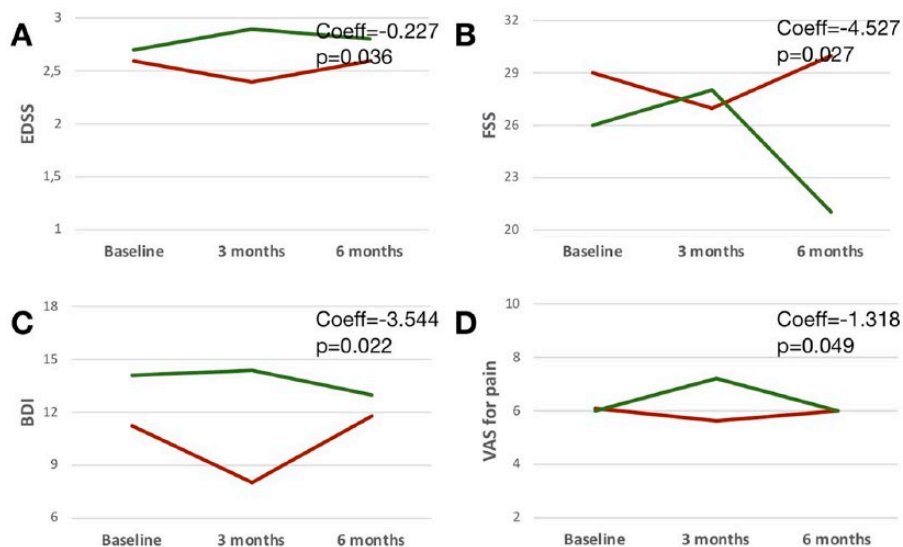 A
EDSS
3
2,5
2
1,5
1
Coeff=-0.227
p=0.036
Baseline
3 months
6 months
B
FSS
32
29
26
23
20
Coeff=-4.527
p=0.027
Baseline
3 months
6 months
C
BDI
18
15
12
9
6
Coeff=-3.544
p=0.022
Baseline
3 months
6 months
D
VAS for pain
10
8
6
4
2
Coeff=-1.318
p=0.049
Baseline
3 months
6 months